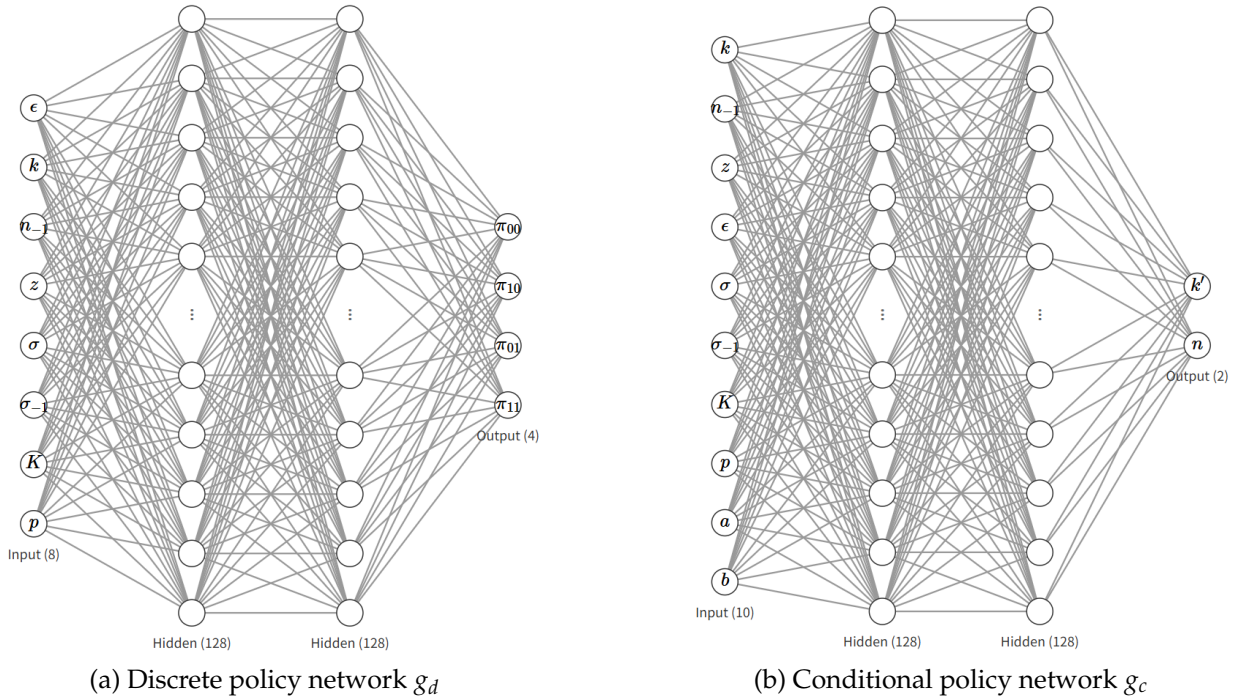 ϵ
k
n₋₁
z
σ
σ₋₁
K
p
Input (8)
⋮
⋮
Hidden (128)
Hidden (128)
π₀₀
π₁₀
π₀₁
π₁₁
Output (4)
(a) Discrete policy network g_d
k
n₋₁
z
ϵ
σ
σ₋₁
K
p
a
b
Input (10)
⋮
⋮
Hidden (128)
Hidden (128)
k′
n
Output (2)
(b) Conditional policy network g_c